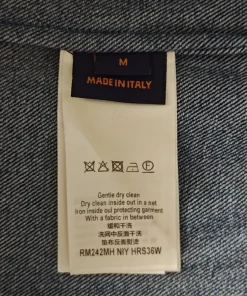 M
MADE IN ITALY
Gentle dry clean
Dry clean inside out in a net
Iron inside out protecting garment
With a fabric in between
缓和干洗
洗网中反面干洗
垫布反面熨烫
RM242MH NIY HRS36W